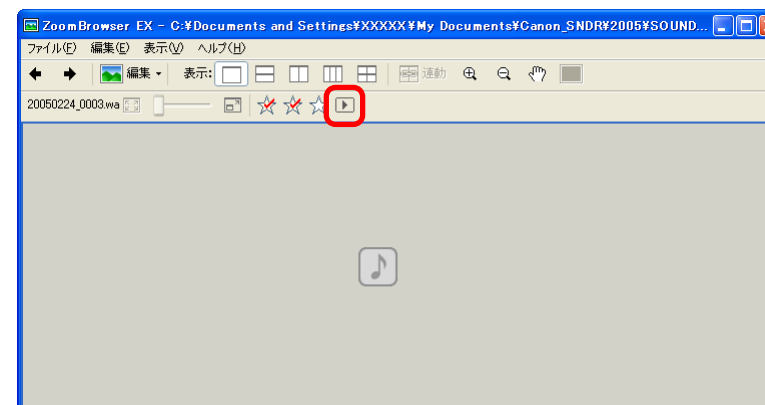 ZoomBrowser EX - C:¥Documents and Settings¥XXXXX¥My Documents¥Canon_SNDR¥2005¥SOUND...
ファイル(F) 編集(E) 表示(V) ヘルプ(H)
編集 表示: 連動
20050224_0003.wa